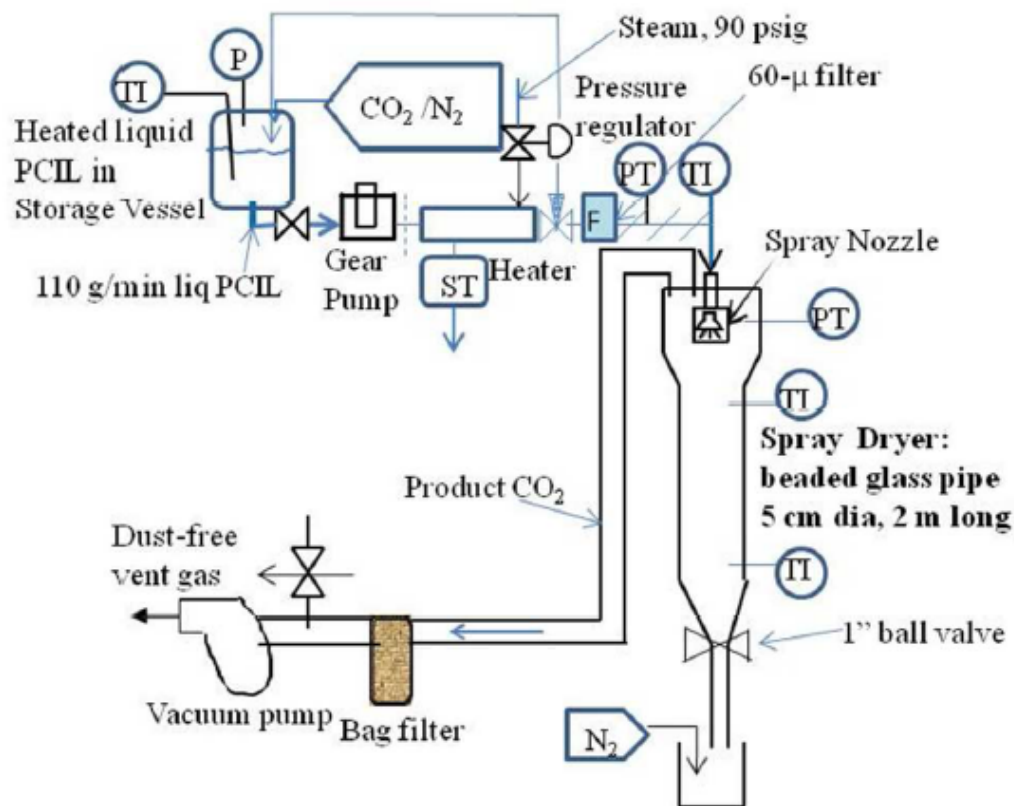 Steam, 90 psig
60-μ filter
P
TI
CO₂ /N₂
Pressure
regulator
Heated liquid
PCIL in
Storage Vessel
PT
TI
F
Spray Nozzle
110 g/min liq PCIL
Gear
Pump
Heater
ST
PT
TI
Spray Dryer:
beaded glass pipe
5 cm dia, 2 m long
Product CO₂
Dust-free
vent gas
TI
1” ball valve
Vacuum pump
Bag filter
N₂